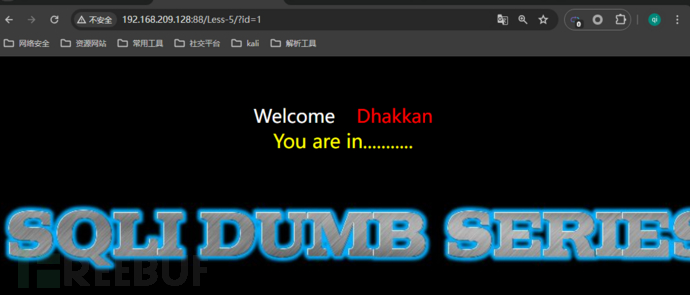 不安全 192.168.209.128:88/Less-5/?id=1
网络安全 资源网站 常用工具 社交平台 kali 解析工具
Welcome Dhakkan
You are in...........
SQLI DUMB SERIES
REEBUF